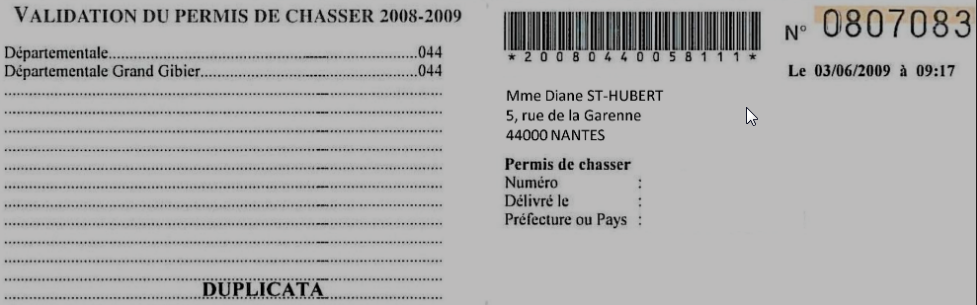 VALIDATION DU PERMIS DE CHASSER 2008-2009
Départementale..................................................................044
Départementale Grand Gibier..............................................044
DUPLICATA
*20080440058111*
N° 0807083
Le 03/06/2009 à 09:17
Mme Diane ST-HUBERT
5, rue de la Garenne
44000 NANTES
Permis de chasser
Numéro :
Délivré le :
Préfecture ou Pays :